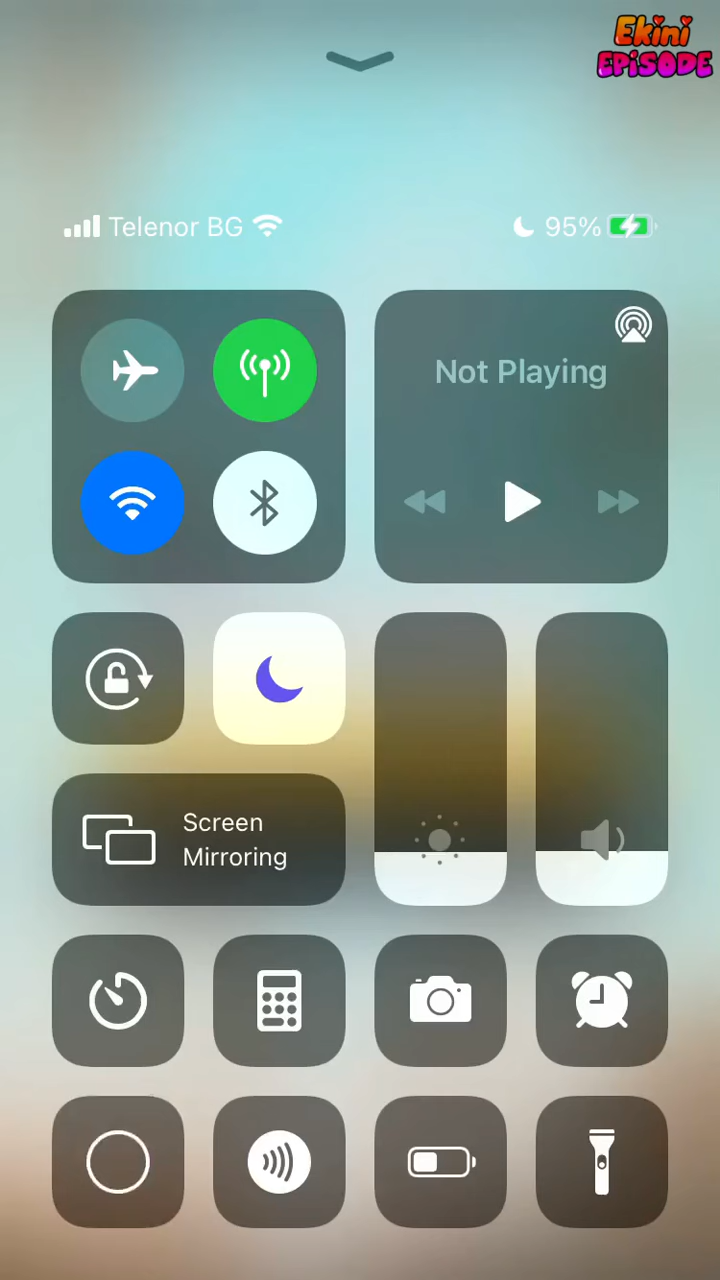 Ekini
EPiSODE
Telenor BG
95%
Not Playing
Screen
Mirroring